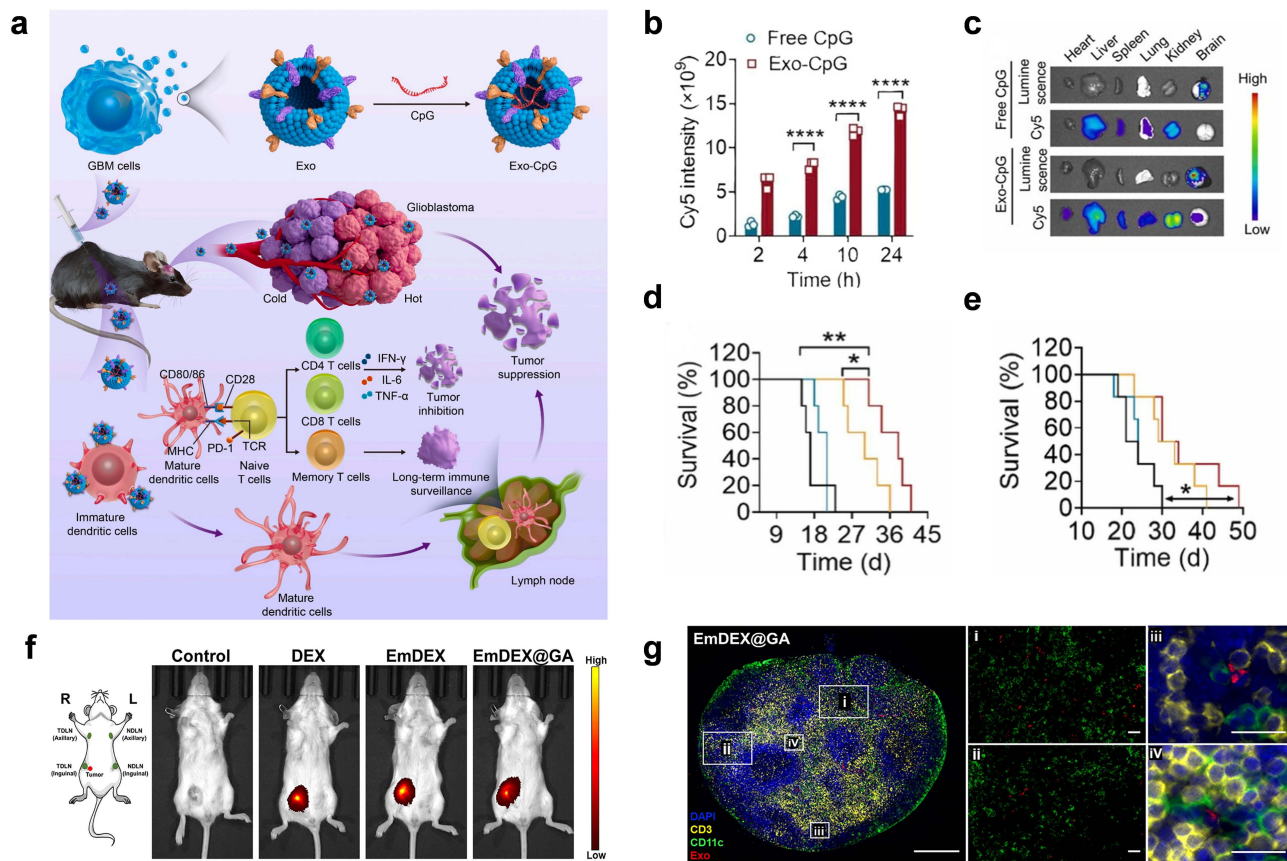 a
GBM cells
Exo
CpG
Exo-CpG
Glioblastoma
Cold
Hot
Tumor
suppression
CD80/86
CD28
MHC
PD-1
TCR
Mature
dendritic cells
Naive
T cells
CD4 T cells
CD8 T cells
Memory T cells
IFN-γ
IL-6
TNF-α
Tumor
inhibition
Long-term immune
surveillance
Immature
dendritic cells
Mature
dendritic cells
Lymph node
b
Free CpG
Exo-CpG
Cy5 intensity (×10⁹)
20
15
10
5
0
****
****
****
2
4
10
24
Time (h)
c
Heart
Liver
Spleen
Lung
Kidney
Brain
Free CpG
Lumine
scence
Cy5
Exo-CpG
Lumine
scence
Cy5
High
Low
d
Survival (%)
120
100
80
60
40
20
0
**
*
9
18
27
36
45
Time (d)
e
Survival (%)
120
100
80
60
40
20
0
*
10
20
30
40
50
Time (d)
f
R
L
TDLN
(Axillary)
NDLN
(Axillary)
TDLN
(Inguinal)
Tumor
NDLN
(Inguinal)
Control
DEX
EmDEX
EmDEX@GA
High
Low
g
EmDEX@GA
i
ii
iV
iii
DAPI
CD3
CD11c
Exo
i
ii
iii
iV